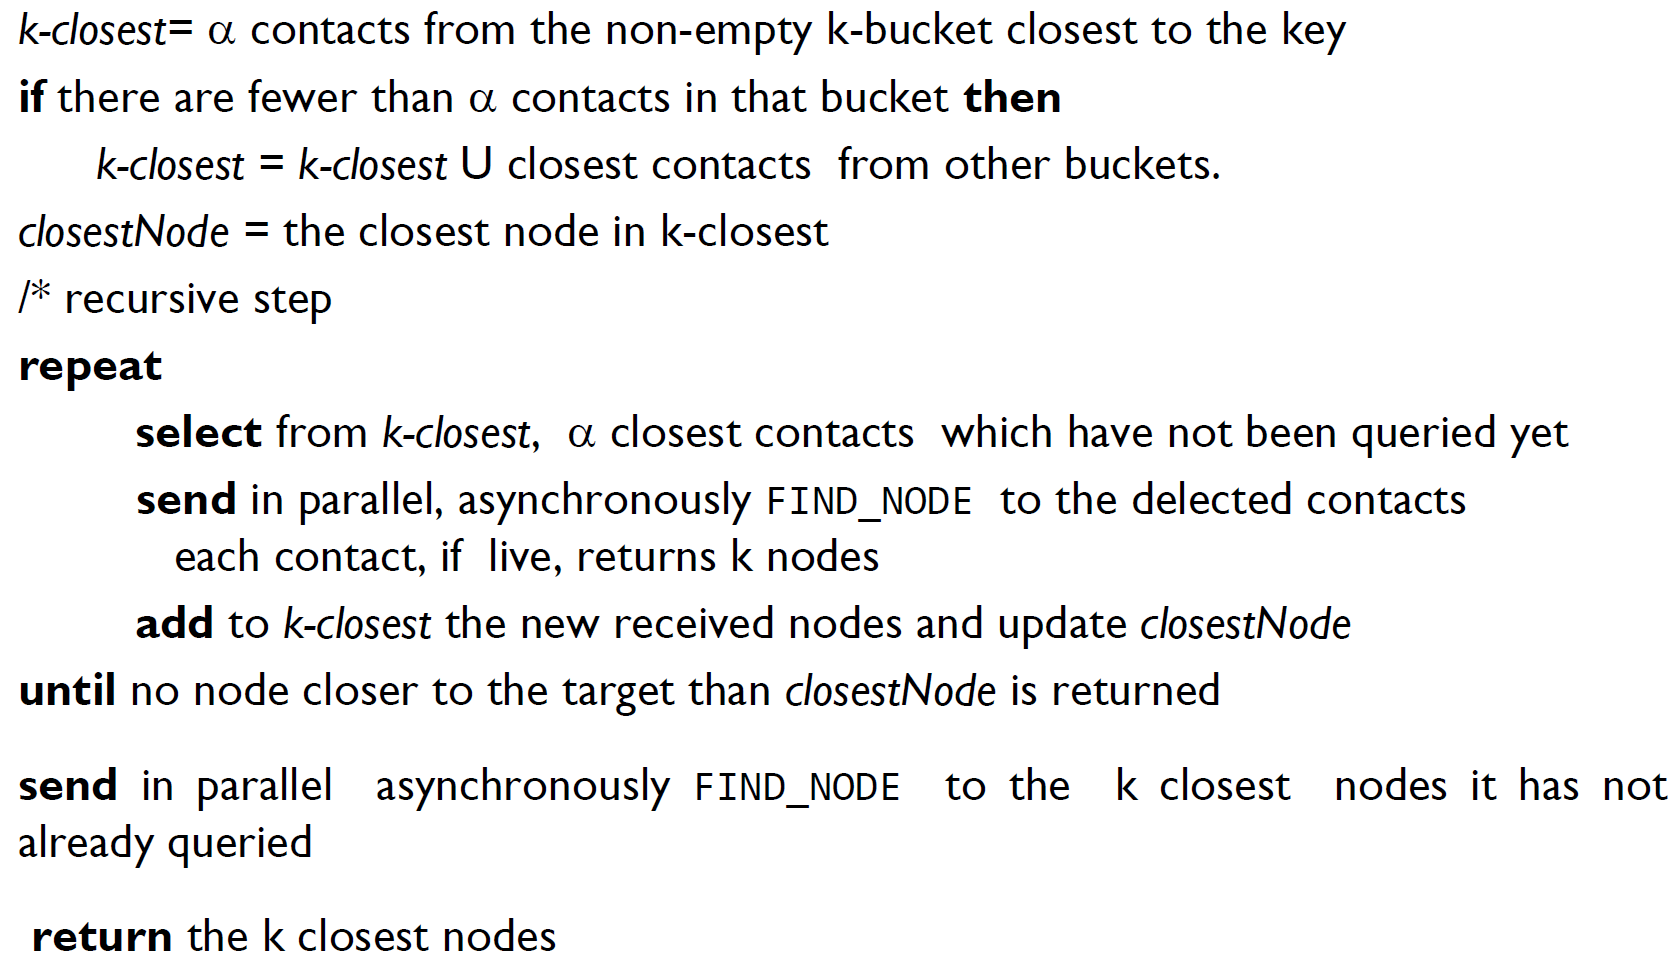 k-closest= α contacts from the non-empty k-bucket closest to the key
if there are fewer than α contacts in that bucket then
k-closest = k-closest U closest contacts from other buckets.
closestNode = the closest node in k-closest
/* recursive step
repeat
select from k-closest, α closest contacts which have not been queried yet
send in parallel, asynchronously FIND_NODE to the delected contacts
each contact, if live, returns k nodes
add to k-closest the new received nodes and update closestNode
until no node closer to the target than closestNode is returned
send in parallel asynchronously FIND_NODE to the k closest nodes it has not
already queried
return the k closest nodes